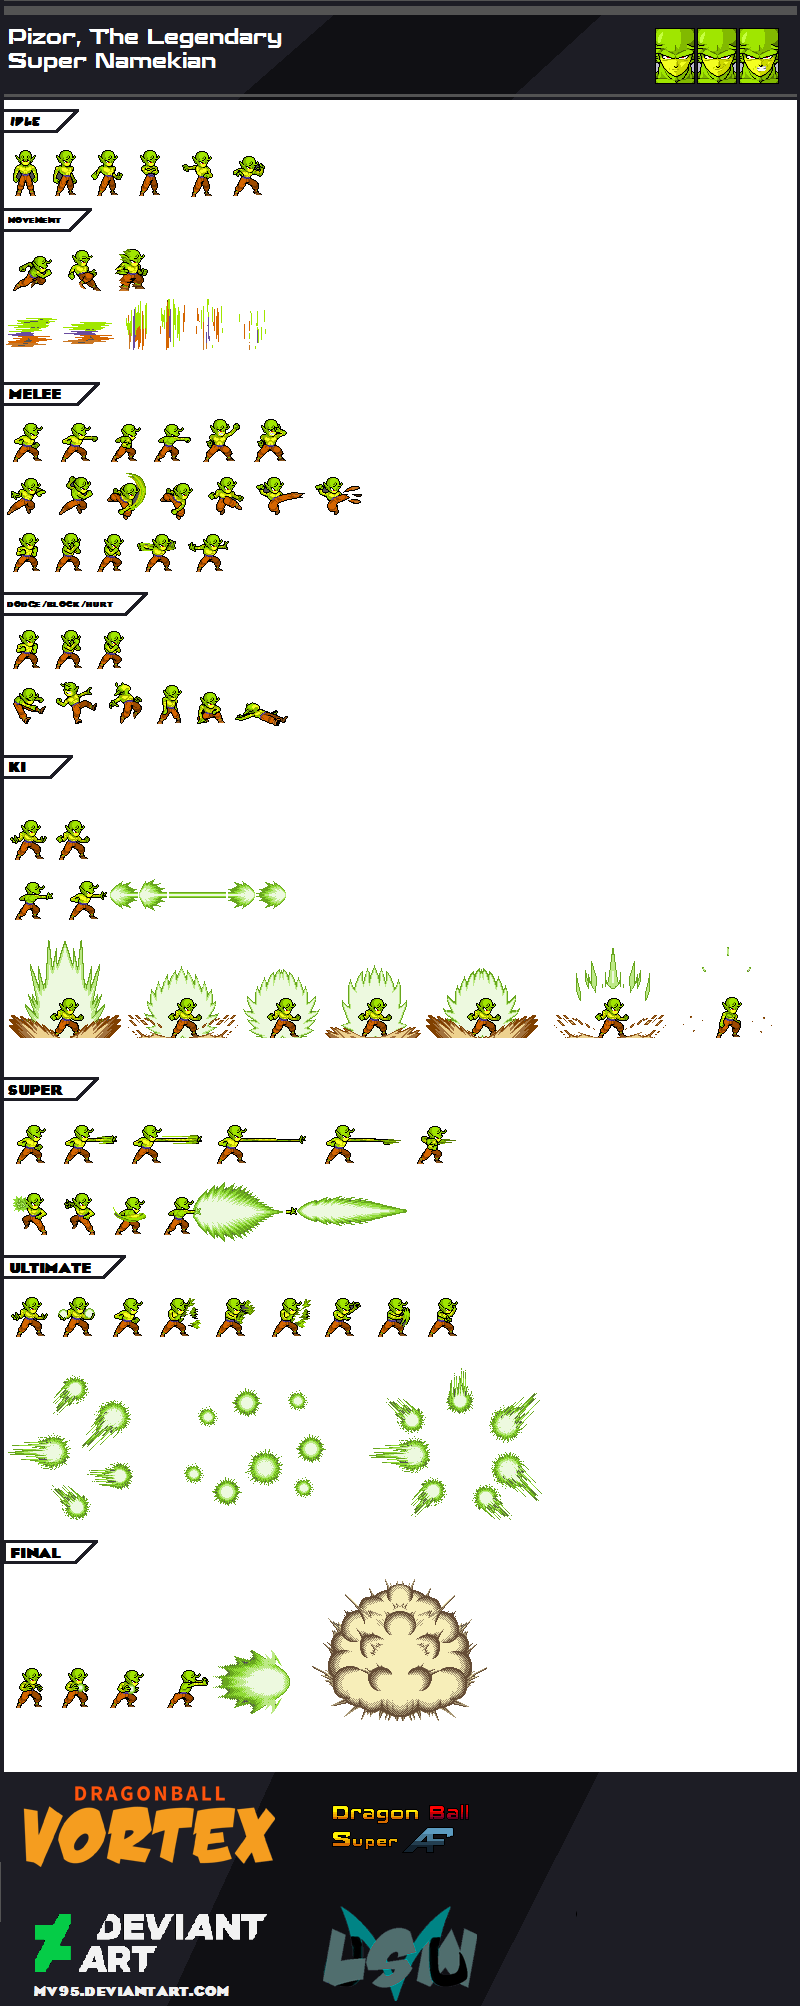 Pizor, The Legendary
Super Namekian
IDLE
MOVEMENT
MELEE
DODGE/BLOCK/HURT
KI
SUPER
ULTIMATE
FINAL
DRAGONBALL
VORTEX
Dragon Ball
Super AF
DEVIANT
ART
MV95.DEVIANTART.COM
LSW